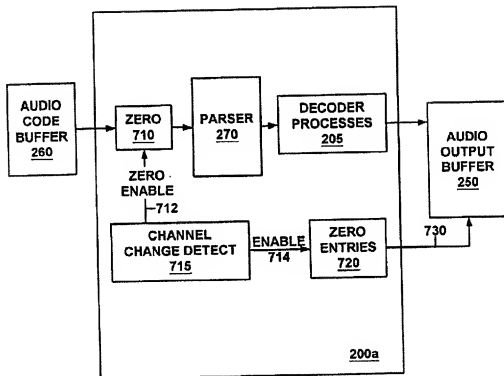 AUDIO
CODE
BUFFER
260
ZERO
710
PARSER
270
DECODER
PROCESSES
205
AUDIO
OUTPUT
BUFFER
250
ZERO
ENABLE
712
CHANNEL
CHANGE DETECT
715
ENABLE
714
ZERO
ENTRIES
720
730
200a